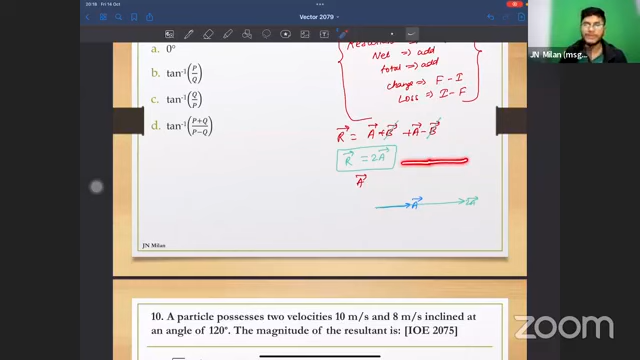 20:18 Fri 14 Oct
Vector 2079
JN Milan (msg...
a. 0°
b. tan⁻¹(P/Q)
c. tan⁻¹(Q/P)
d. tan⁻¹(P+Q/P−Q)
Net ⇒ add
total ⇒ add
change ⇒ F - I
Loss ⇒ I - F
R⃗ = A⃗ + B⃗ + A⃗ - B⃗
R⃗ = 2A⃗
A⃗
A⃗ 2A⃗
JN Milan
10. A particle possesses two velocities 10 m/s and 8 m/s inclined at
an angle of 120°. The magnitude of the resultant is: [IOE 2075]
zoom